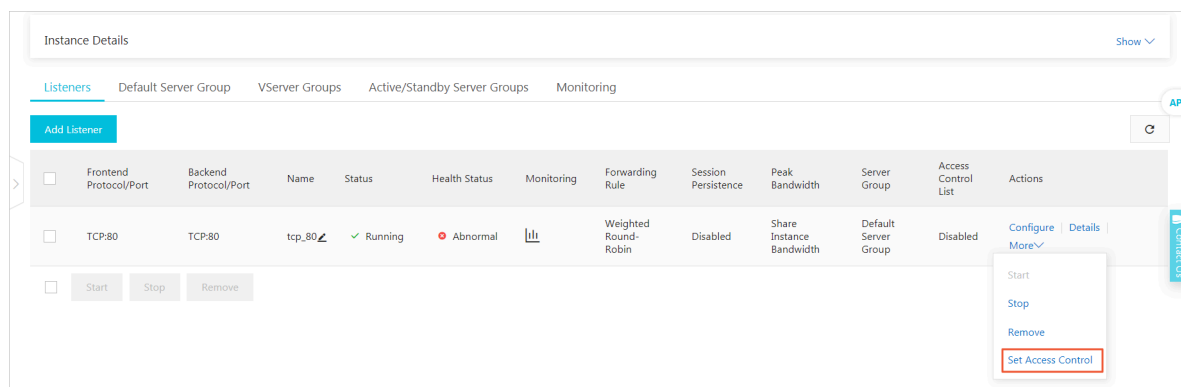 Instance Details
Show
Listeners Default Server Group VServer Groups Active/Standby Server Groups Monitoring
Add Listener
Frontend Protocol/Port Backend Protocol/Port Name Status Health Status Monitoring Forwarding Rule Session Persistence Peak Bandwidth Server Group Access Control List Actions
TCP:80 TCP:80 tcp_80 Running Abnormal Weighted Round-Robin Disabled Share Instance Bandwidth Default Server Group Disabled Configure Details
More
Start Stop Remove
Start
Stop
Remove
Set Access Control
Contact Us